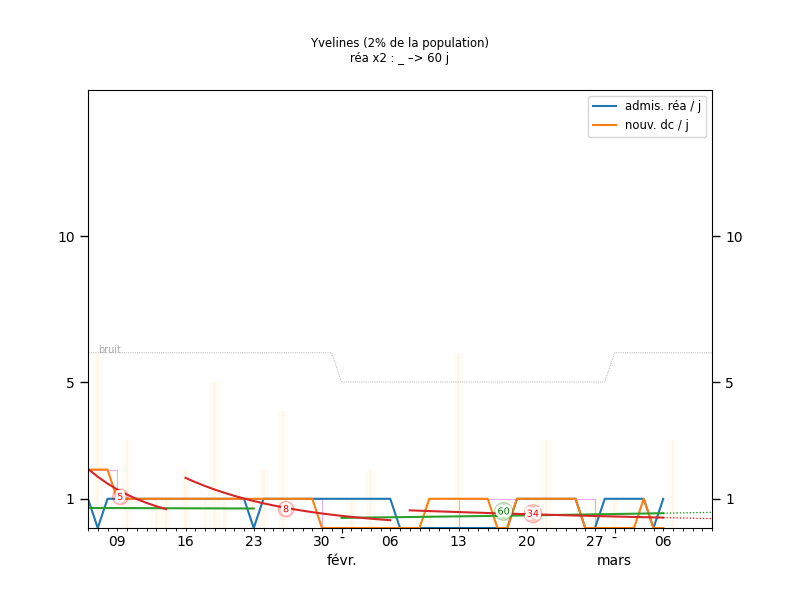 Yvelines (2% de la population)
réa x2 : _ –> 60 j
admis. réa / j
nouv. dc / j
10 10
bruit
5 5
1 1
5 8 60 34
09 16 23 30 - 06 13 20 27 - 06
févr. mars